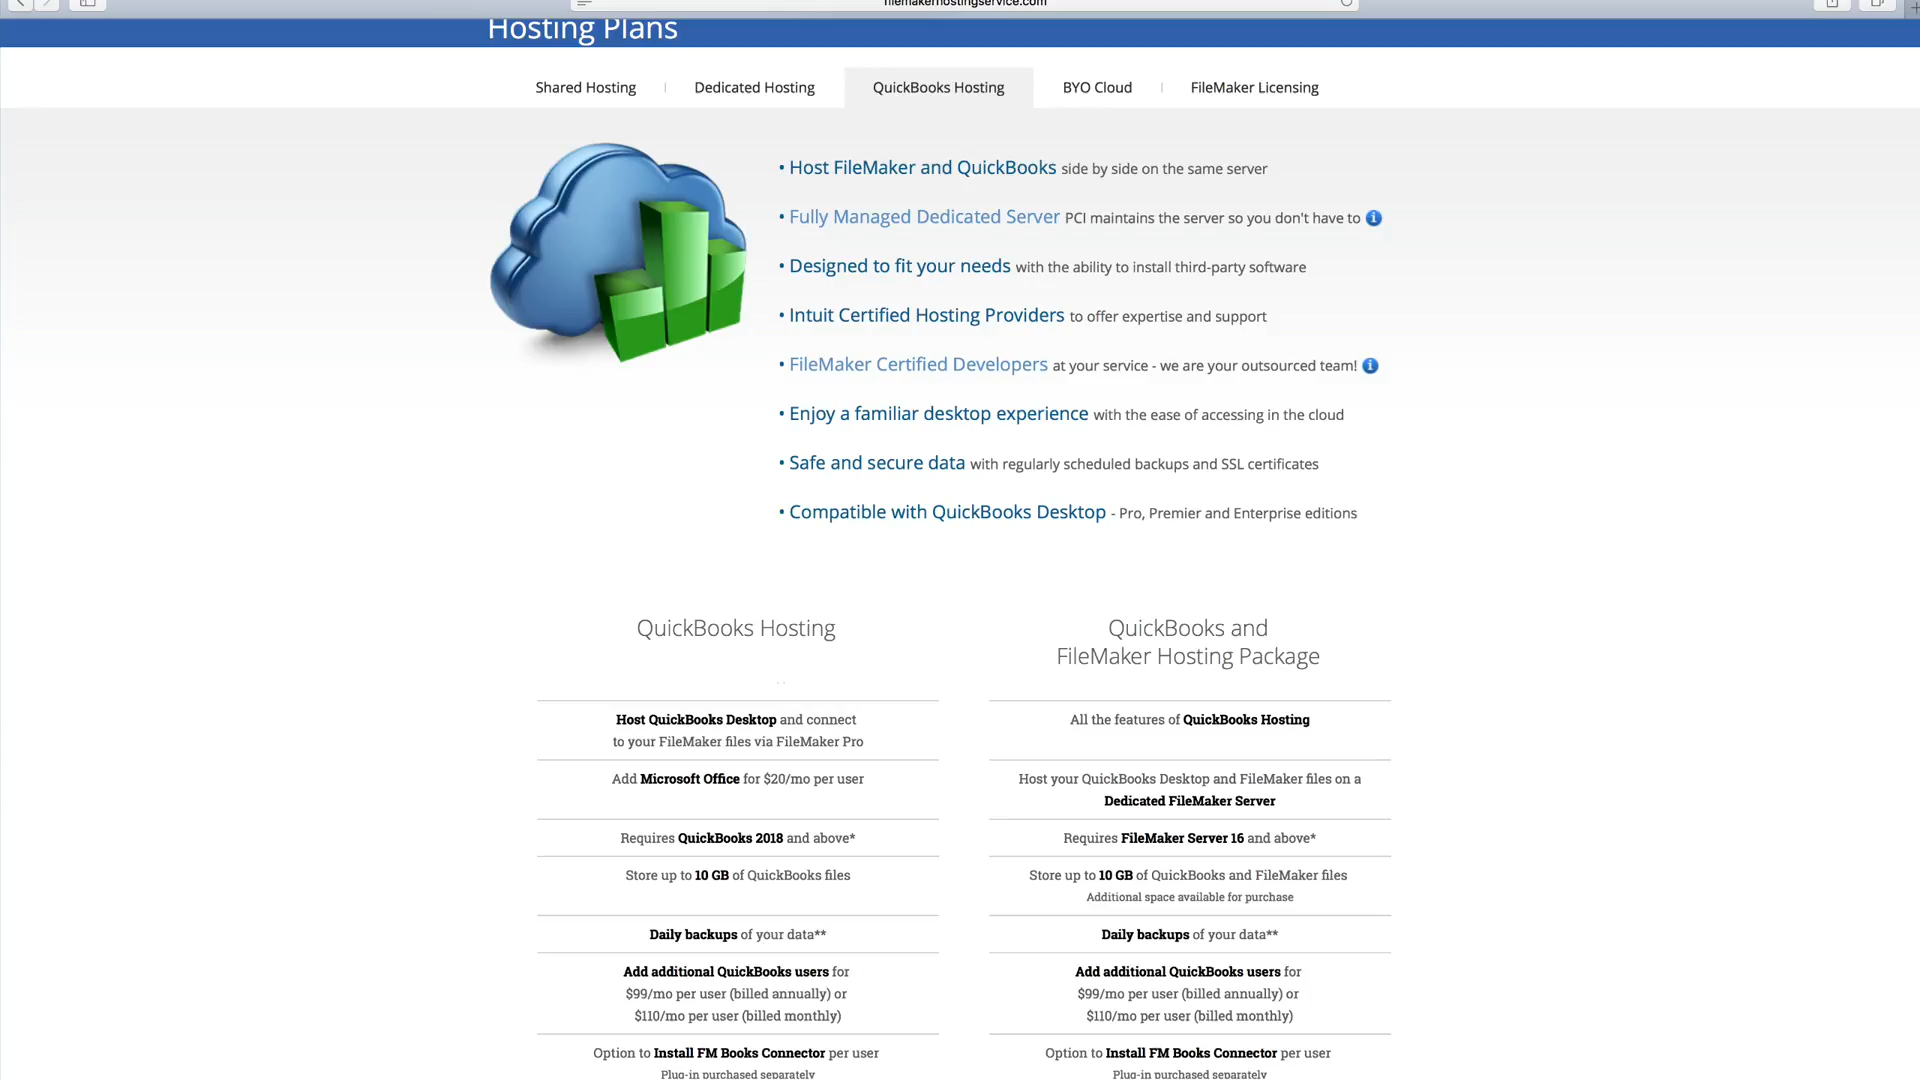 filemakerhostingservice.com
Hosting Plans
Shared Hosting
Dedicated Hosting
QuickBooks Hosting
BYO Cloud
FileMaker Licensing
• Host FileMaker and QuickBooks side by side on the same server
• Fully Managed Dedicated Server PCI maintains the server so you don't have to
• Designed to fit your needs with the ability to install third-party software
• Intuit Certified Hosting Providers to offer expertise and support
• FileMaker Certified Developers at your service - we are your outsourced team!
• Enjoy a familiar desktop experience with the ease of accessing in the cloud
• Safe and secure data with regularly scheduled backups and SSL certificates
• Compatible with QuickBooks Desktop - Pro, Premier and Enterprise editions
QuickBooks Hosting
Host QuickBooks Desktop and connect
to your FileMaker files via FileMaker Pro
Add Microsoft Office for $20/mo per user
Requires QuickBooks 2018 and above*
Store up to 10 GB of QuickBooks files
Daily backups of your data**
Add additional QuickBooks users for
$99/mo per user (billed annually) or
$110/mo per user (billed monthly)
Option to Install FM Books Connector per user
Plug-in purchased separately
QuickBooks and
FileMaker Hosting Package
All the features of QuickBooks Hosting
Host your QuickBooks Desktop and FileMaker files on a
Dedicated FileMaker Server
Requires FileMaker Server 16 and above*
Store up to 10 GB of QuickBooks and FileMaker files
Additional space available for purchase
Daily backups of your data**
Add additional QuickBooks users for
$99/mo per user (billed annually) or
$110/mo per user (billed monthly)
Option to Install FM Books Connector per user
Plug-in purchased separately